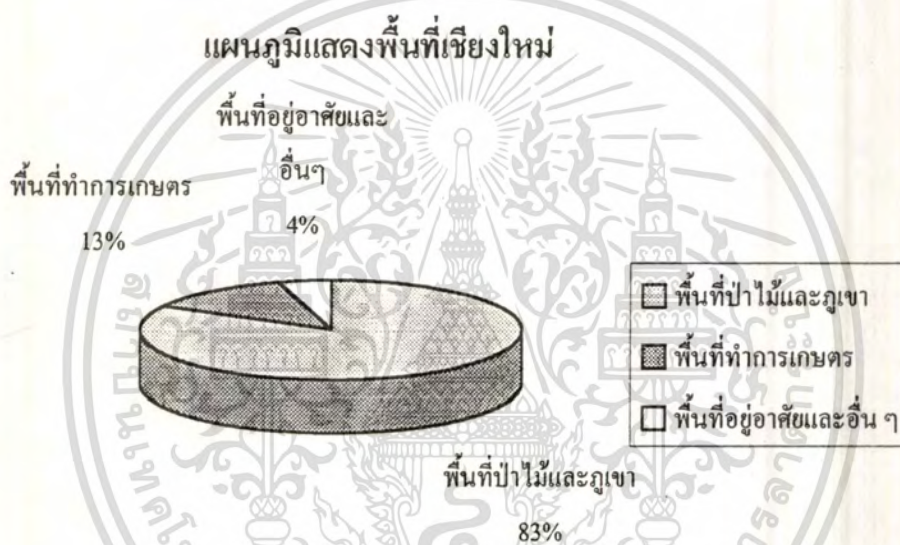 แผนภูมิแสดงพื้นที่เชียงใหม่
พื้นที่อยู่อาศัยและ
อื่นๆ
4%
พื้นที่ทำการเกษตร
13%
พื้นที่ป่าไม้และภูเขา
พื้นที่ทำการเกษตร
พื้นที่อยู่อาศัยและอื่น ๆ
พื้นที่ป่าไม้และภูเขา
83%